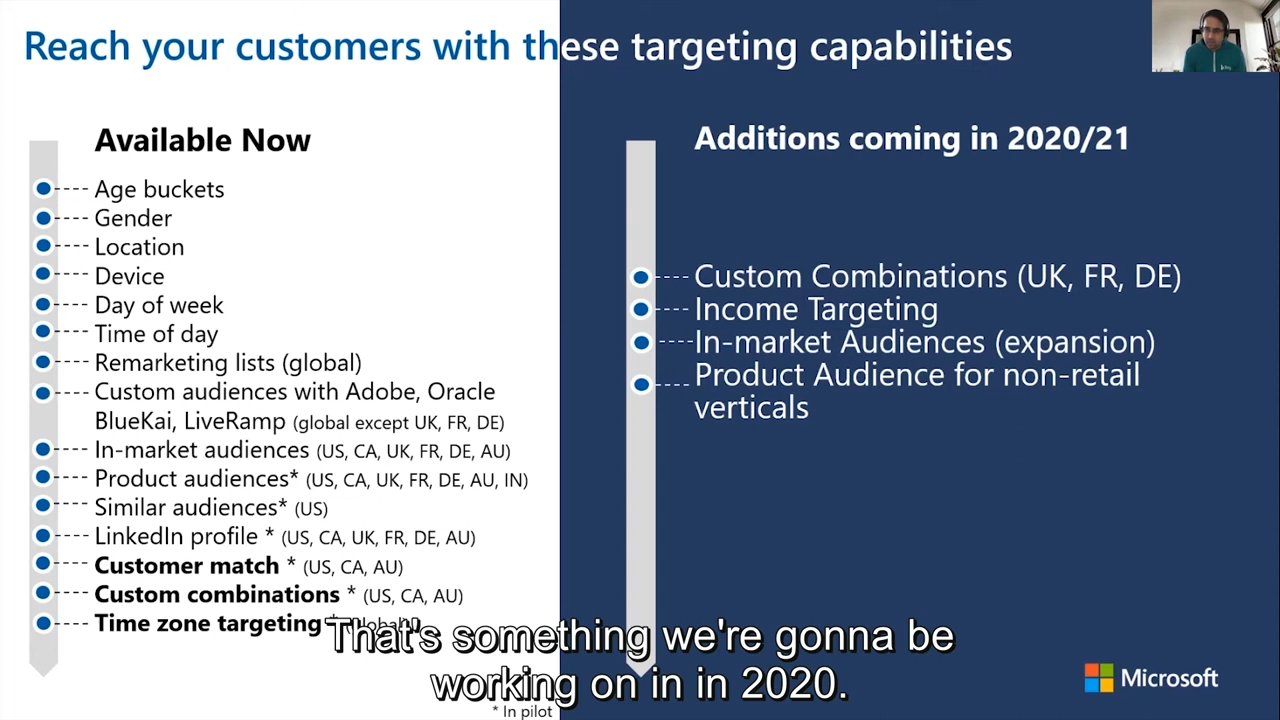 Reach your customers with these targeting capabilities
Available Now
Age buckets
Gender
Location
Device
Day of week
Time of day
Remarketing lists (global)
Custom audiences with Adobe, Oracle
BlueKai, LiveRamp (global except UK, FR, DE)
In-market audiences (US, CA, UK, FR, DE, AU)
Product audiences* (US, CA, UK, FR, DE, AU, IN)
Similar audiences* (US)
LinkedIn profile * (US, CA, UK, FR, DE, AU)
Customer match * (US, CA, AU)
Custom combinations * (US, CA, AU)
Time zone targeting
* In pilot
Additions coming in 2020/21
Custom Combinations (UK, FR, DE)
Income Targeting
In-market Audiences (expansion)
Product Audience for non-retail
verticals
That's something we're gonna be
working on in in 2020.
Microsoft